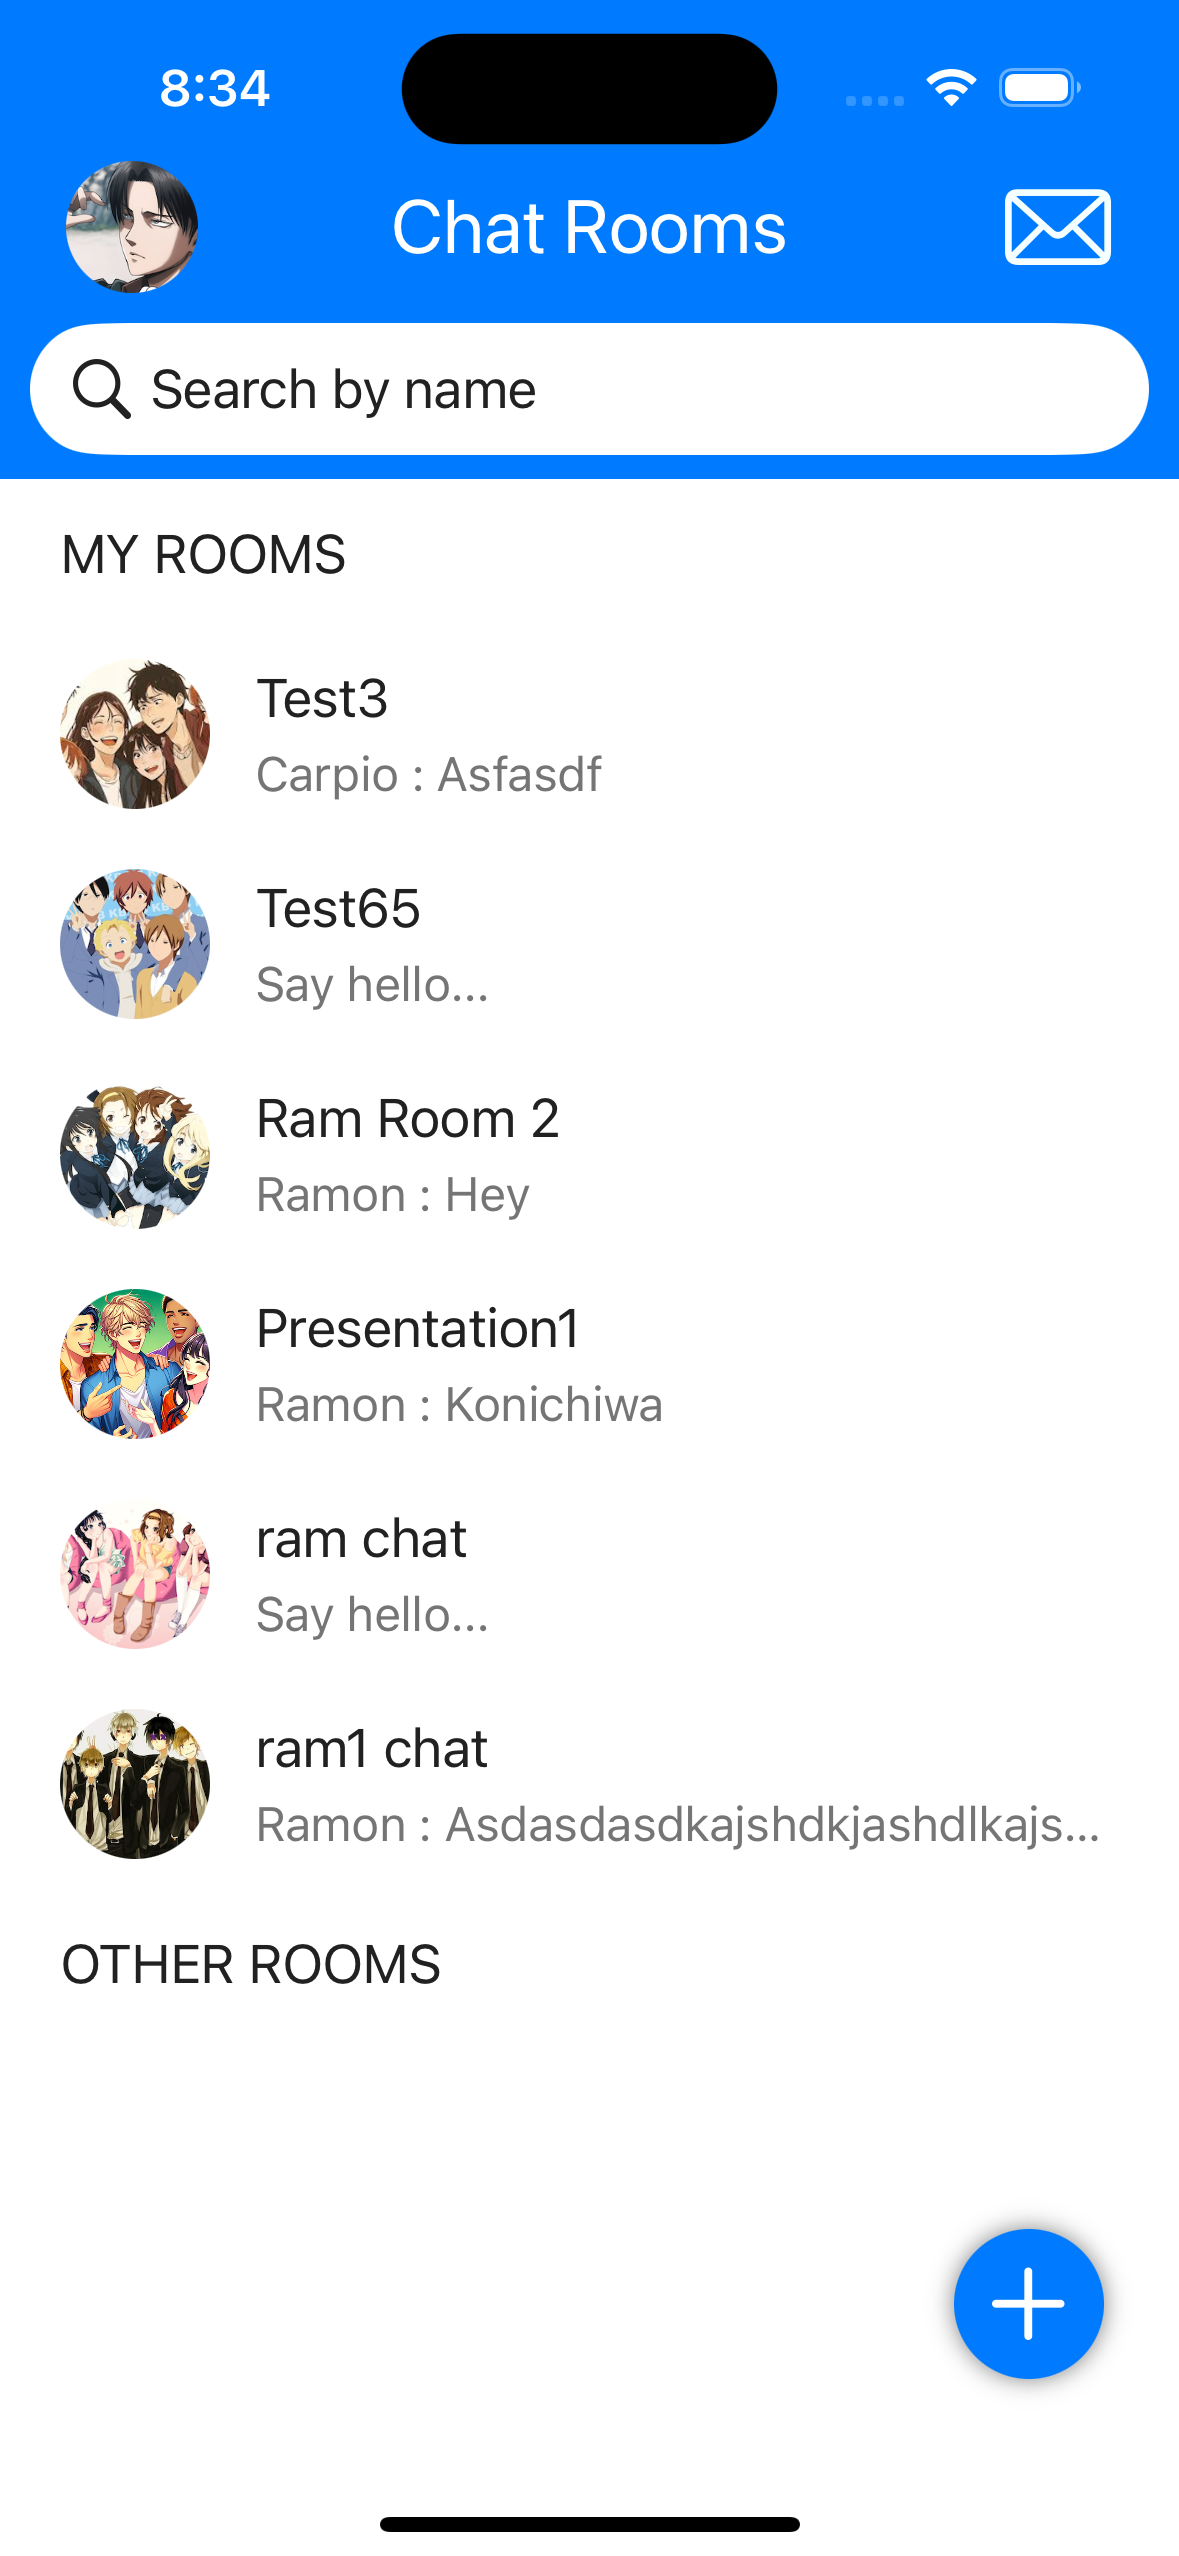 8:34
Chat Rooms
Search by name
MY ROOMS
Test3
Carpio : Asfasdf
Test65
Say hello...
Ram Room 2
Ramon : Hey
Presentation1
Ramon : Konichiwa
ram chat
Say hello...
ram1 chat
Ramon : Asdasdasdkajshdkjashdlkajs...
OTHER ROOMS